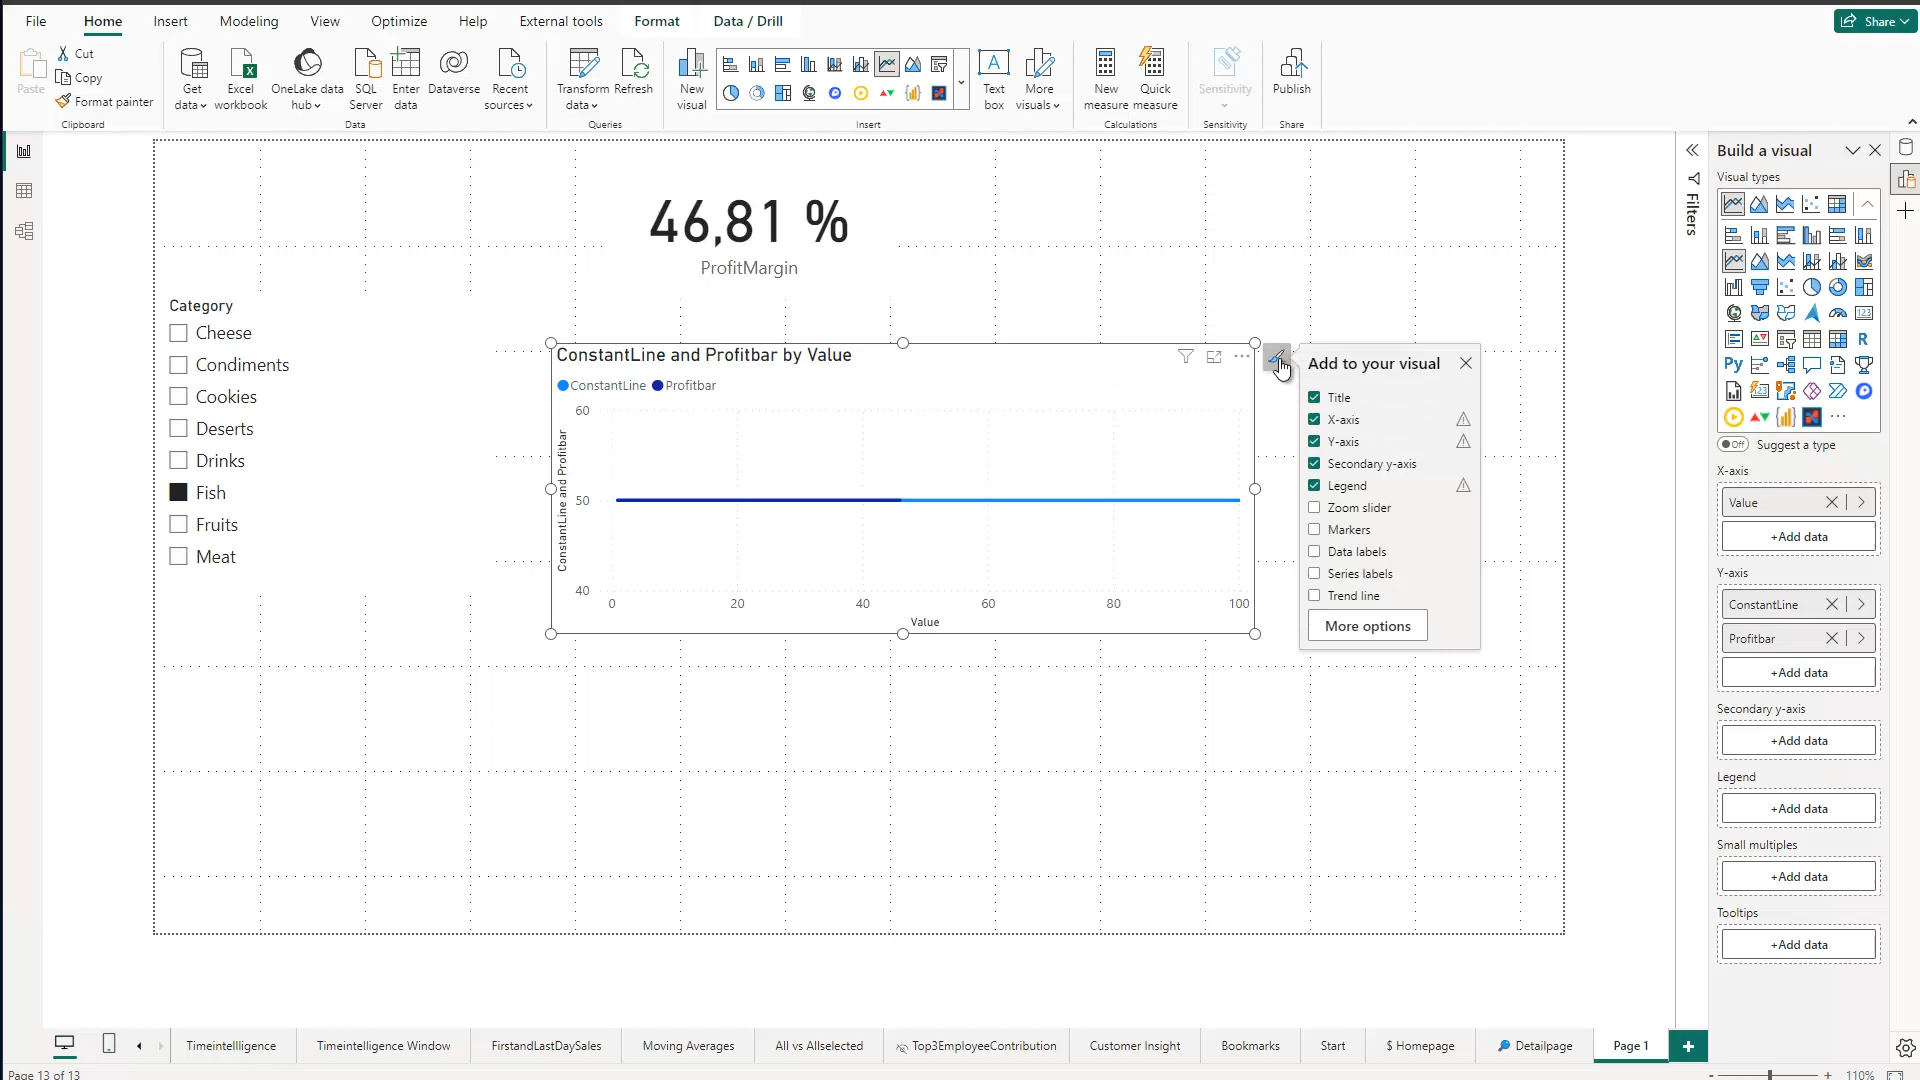 File Home Insert Modeling View Optimize Help External tools Format Data / Drill
Share
Paste
Cut
Copy
Format painter
Get data
Excel workbook
OneLake data hub
SQL Server
Enter data
Dataverse
Recent sources
Transform data
Refresh
New visual
Text box
More visuals
New measure
Quick measure
Sensitivity
Publish
Clipboard
Data
Queries
Insert
Calculations
Sensitivity
Share
46,81 %
ProfitMargin
Category
Cheese
Condiments
Cookies
Deserts
Drinks
Fish
Fruits
Meat
ConstantLine and Profitbar by Value
ConstantLine Profitbar
60
50
40
ConstantLine and Profitbar
0 20 40 60 80 100
Value
Add to your visual
Title
X-axis
Y-axis
Secondary y-axis
Legend
Zoom slider
Markers
Data labels
Series labels
Trend line
More options
Filters
Build a visual
Visual types
123
R
Py
123
Off Suggest a type
X-axis
Value
+Add data
Y-axis
ConstantLine
Profitbar
+Add data
Secondary y-axis
+Add data
Legend
+Add data
Small multiples
+Add data
Tooltips
+Add data
Timeintellligence Timeintelligence Window FirstandLastDaySales Moving Averages All vs Allselected Top3EmployeeContribution Customer Insight Bookmarks Start $ Homepage Detailpage Page 1
Page 13 of 13
- + 110%